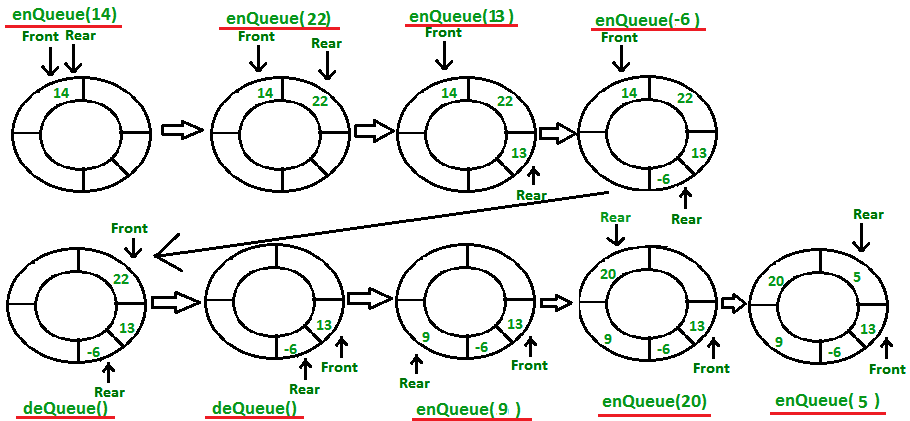 enQueue(14)
enQueue(22)
enQueue(13)
enQueue(-6)
Front Rear
Front
Rear
Front
Front
14
14
22
14
22
14
22
13
13
-6
Rear
Rear
Front
Rear
Rear
22
20
20
5
13
-6
13
-6
9
13
-6
9
13
-6
9
13
-6
Rear
Rear
Front
Rear
Front
Front
Front
deQueue()
deQueue()
enQueue(9)
enQueue(20)
enQueue(5)